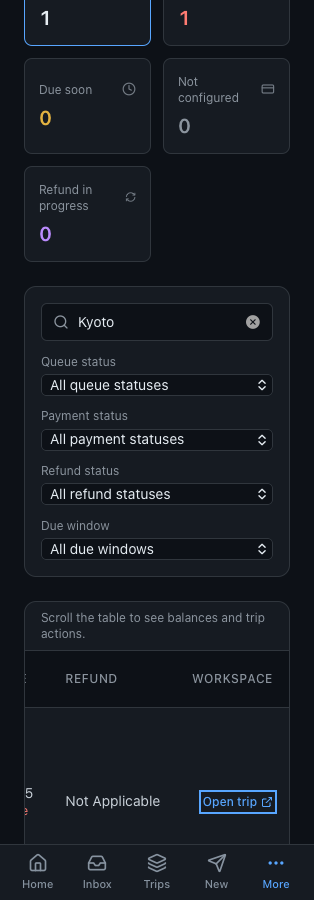 1
1
Due soon
0
Not
configured
0
Refund in
progress
0
Kyoto
Queue status
All queue statuses
Payment status
All payment statuses
Refund status
All refund statuses
Due window
All due windows
Scroll the table to see balances and trip
actions.
REFUND
WORKSPACE
5
Not Applicable
Open trip
Home
Inbox
Trips
New
More